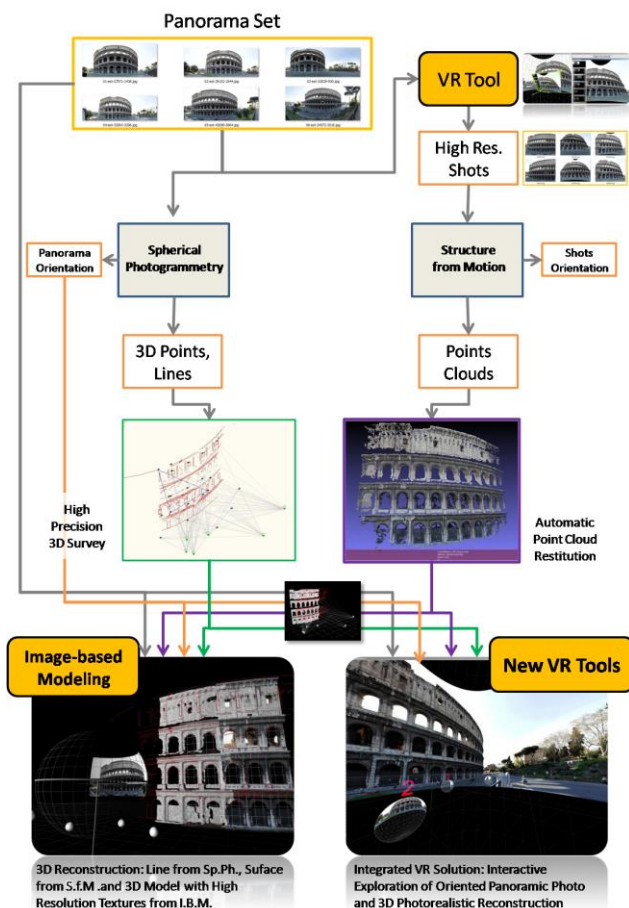 Panorama Set
VR Tool
High Res.
Shots
Panorama
Orientation
Spherical
Photogrammetry
Structure
from Motion
Shots
Orientation
3D Points,
Lines
Points
Clouds
High
Precision
3D Survey
Automatic
Point Cloud
Restitution
Image-based
Modeling
New VR Tools
2
1
3D Reconstruction: Line from Sp.Ph., Suface
from S.f.M .and 3D Model with High
Resolution Textures from I.B.M.
Integrated VR Solution: Interactive
Exploration of Oriented Panoramic Photo
and 3D Photorealistic Reconstruction